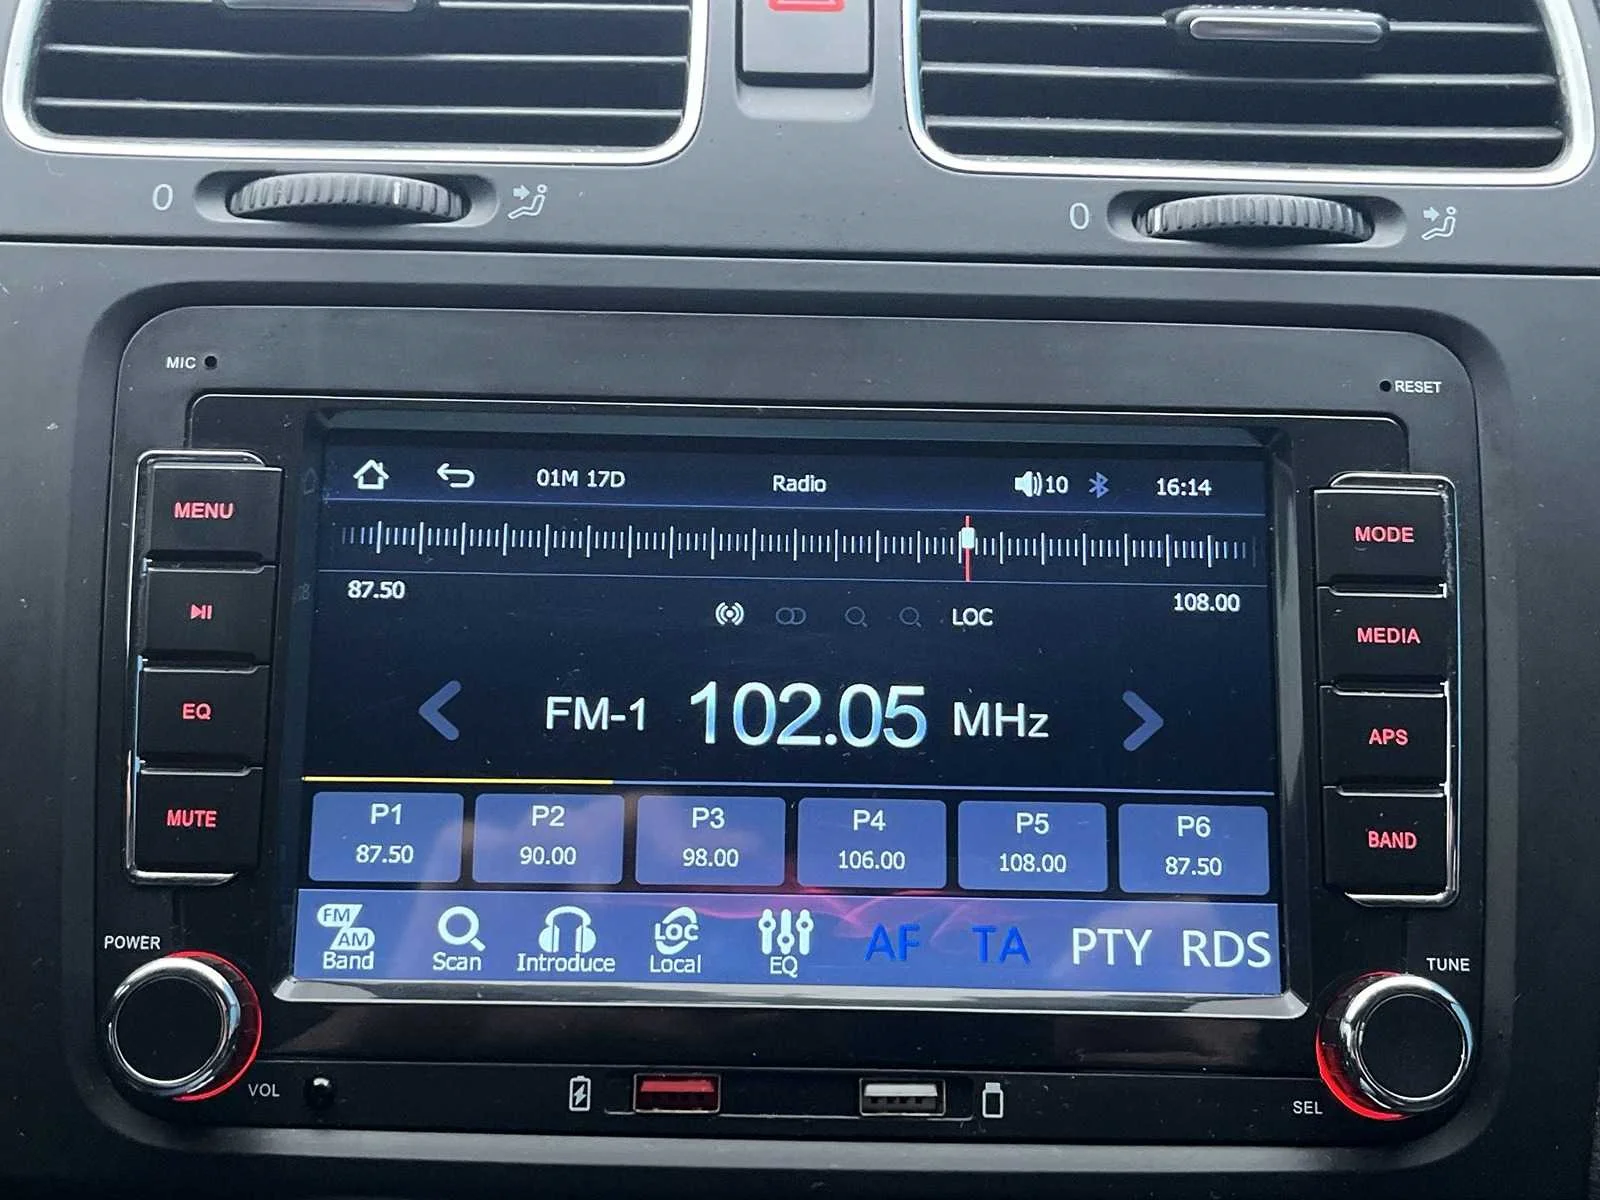 0
0
MIC
RESET
MENU
EQ
MUTE
MODE
MEDIA
APS
BAND
01M 17D
Radio
10
16:14
87.50
108.00
LOC
FM-1 102.05 MHz
P1 P2 P3 P4 P5 P6
87.50 90.00 98.00 106.00 108.00 87.50
FM
AM
LOC
Band Scan Introduce Local EQ AF TA PTY RDS
POWER
TUNE
VOL
SEL